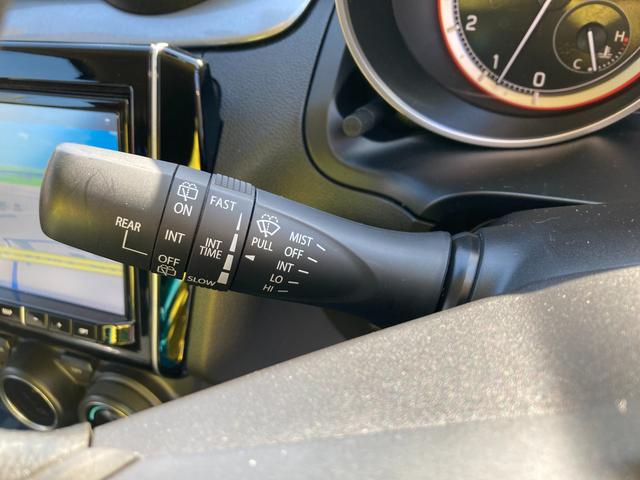 REAR
ON
INT
OFF
FAST
INT
TIME
SLOW
PULL
MIST
OFF
INT
LO
HI
2
1
0
H
C